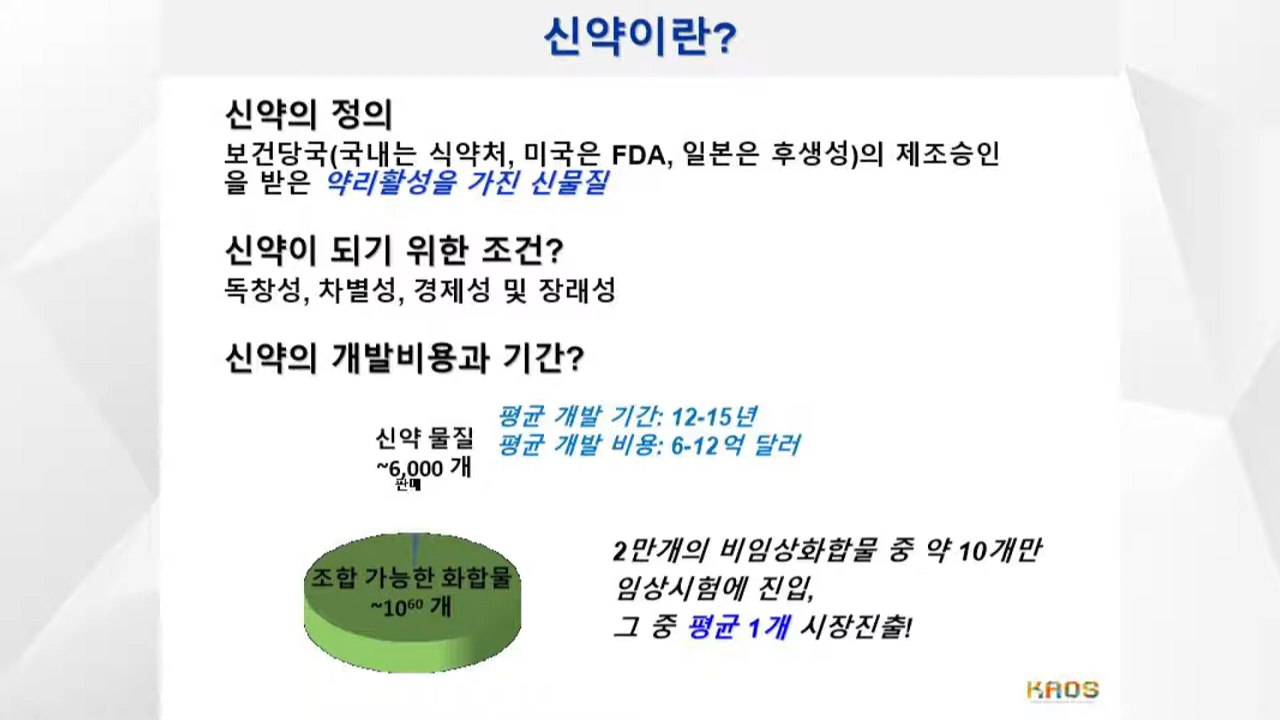 신약이란?
신약의 정의
보건당국(국내는 식약처, 미국은 FDA, 일본은 후생성)의 제조승인
을 받은 약리활성을 가진 신물질
신약이 되기 위한 조건?
독창성, 차별성, 경제성 및 장래성
신약의 개발비용과 기간?
평균 개발 기간: 12-15년
평균 개발 비용: 6-12억 달러
신약 물질
~6,000 개
판매
조합 가능한 화합물
~10⁶⁰ 개
2만개의 비임상화합물 중 약 10개만
임상시험에 진입,
그 중 평균 1개 시장진출!
KAOS